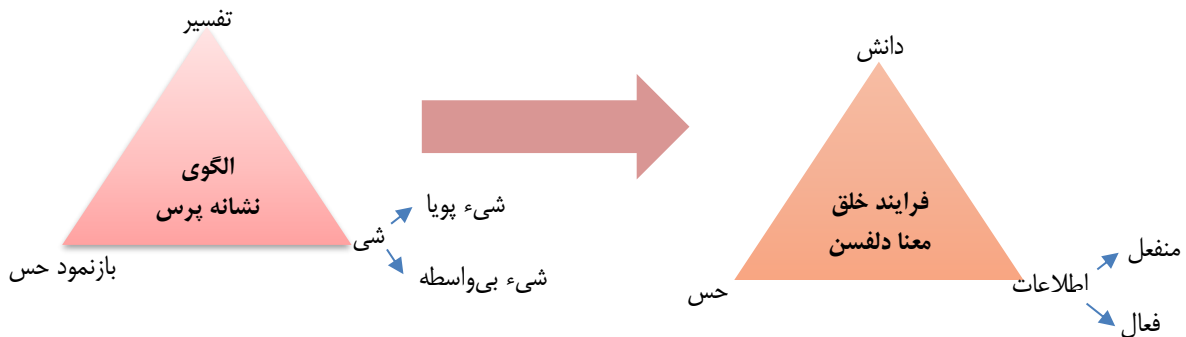 تفسیر
الگوی
نشانه پرس
بازنمود حس
شی
شیء پویا
شیء بی‌واسطه
دانش
فرایند خلق
معنا دلفسن
حس
اطلاعات
منفعل
فعال